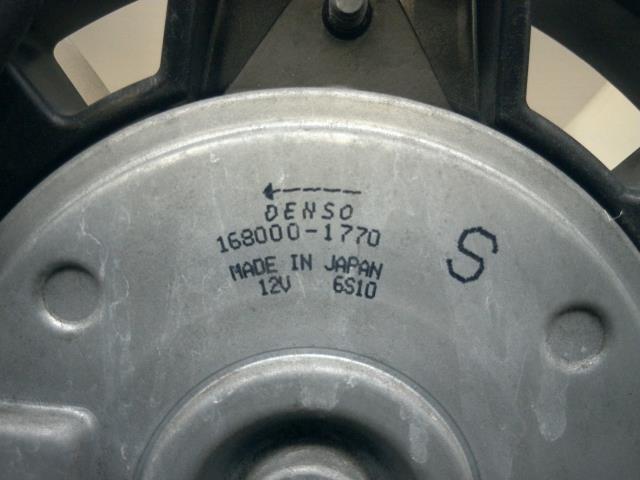 DENSO
168000-1770
S
MADE IN JAPAN
12V 6S10